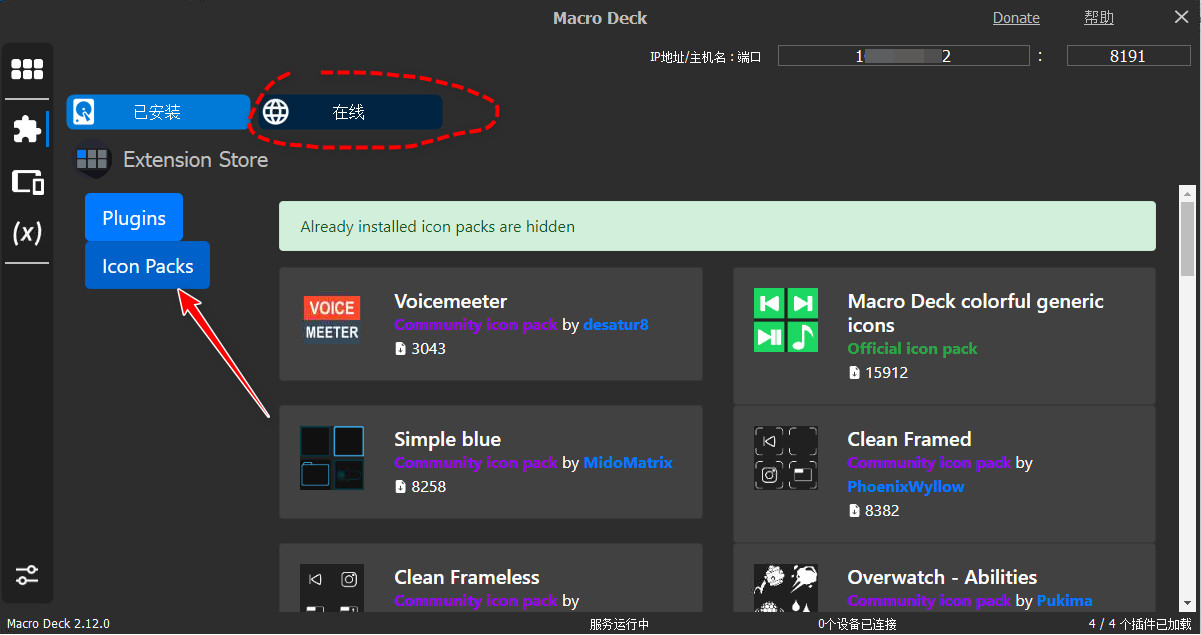 Macro Deck
Donate
帮助
IP地址/主机名：端口
1 2 : 8191
已安装
在线
Extension Store
Plugins
Icon Packs
Already installed icon packs are hidden
VOICE
MEETER
Voicemeeter
Community icon pack by desatur8
3043
Macro Deck colorful generic
icons
Official icon pack
15912
Simple blue
Community icon pack by MidoMatrix
8258
Clean Framed
Community icon pack by
PhoenixWyllow
8382
Clean Frameless
Community icon pack by
Overwatch - Abilities
Community icon pack by Pukima
(x)
Macro Deck 2.12.0
服务运行中
0个设备已连接
4 / 4 个插件已加载